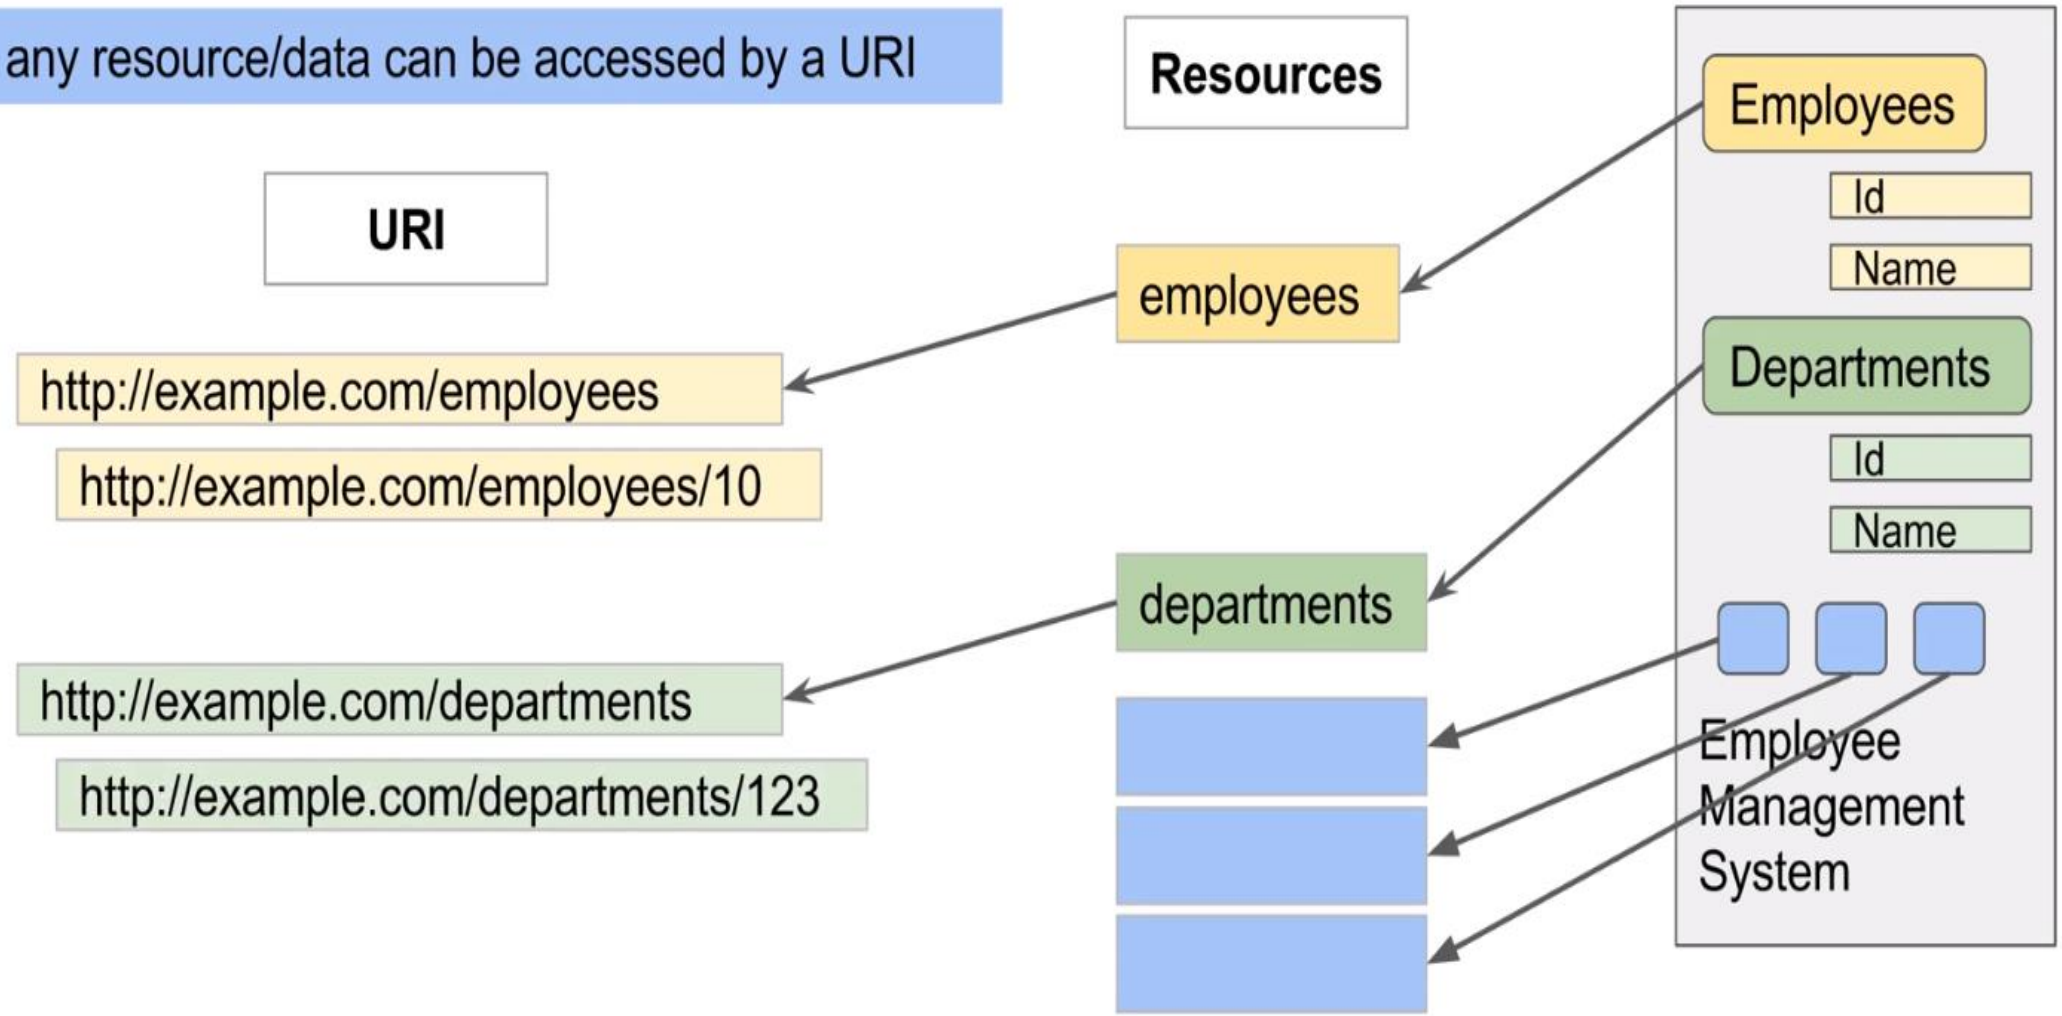 any resource/data can be accessed by a URI
URI
http://example.com/employees
http://example.com/employees/10
http://example.com/departments
http://example.com/departments/123
Resources
employees
departments
Employees
Id
Name
Departments
Id
Name
Employee
Management
System